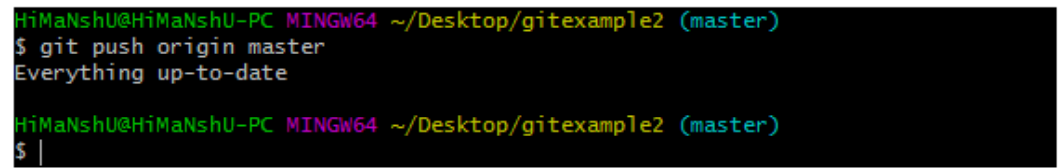 HiMaNshU@HiMaNshU-PC MINGW64 ~/Desktop/gitexample2 (master)
$ git push origin master
Everything up-to-date
HiMaNshU@HiMaNshU-PC MINGW64 ~/Desktop/gitexample2 (master)
$